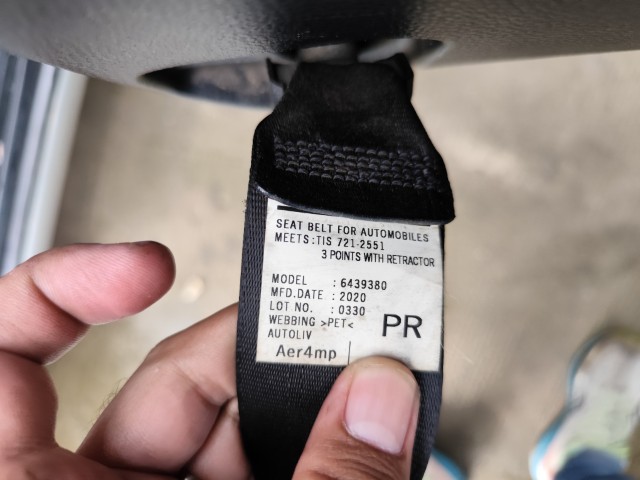 SEAT BELT FOR AUTOMOBILES
MEETS : TIS 721-2551
3 POINTS WITH RETRACTOR
MODEL : 6439380
MFD.DATE : 2020
LOT NO. : 0330
WEBBING >PET<
AUTOLIV
PR
Aer4mp